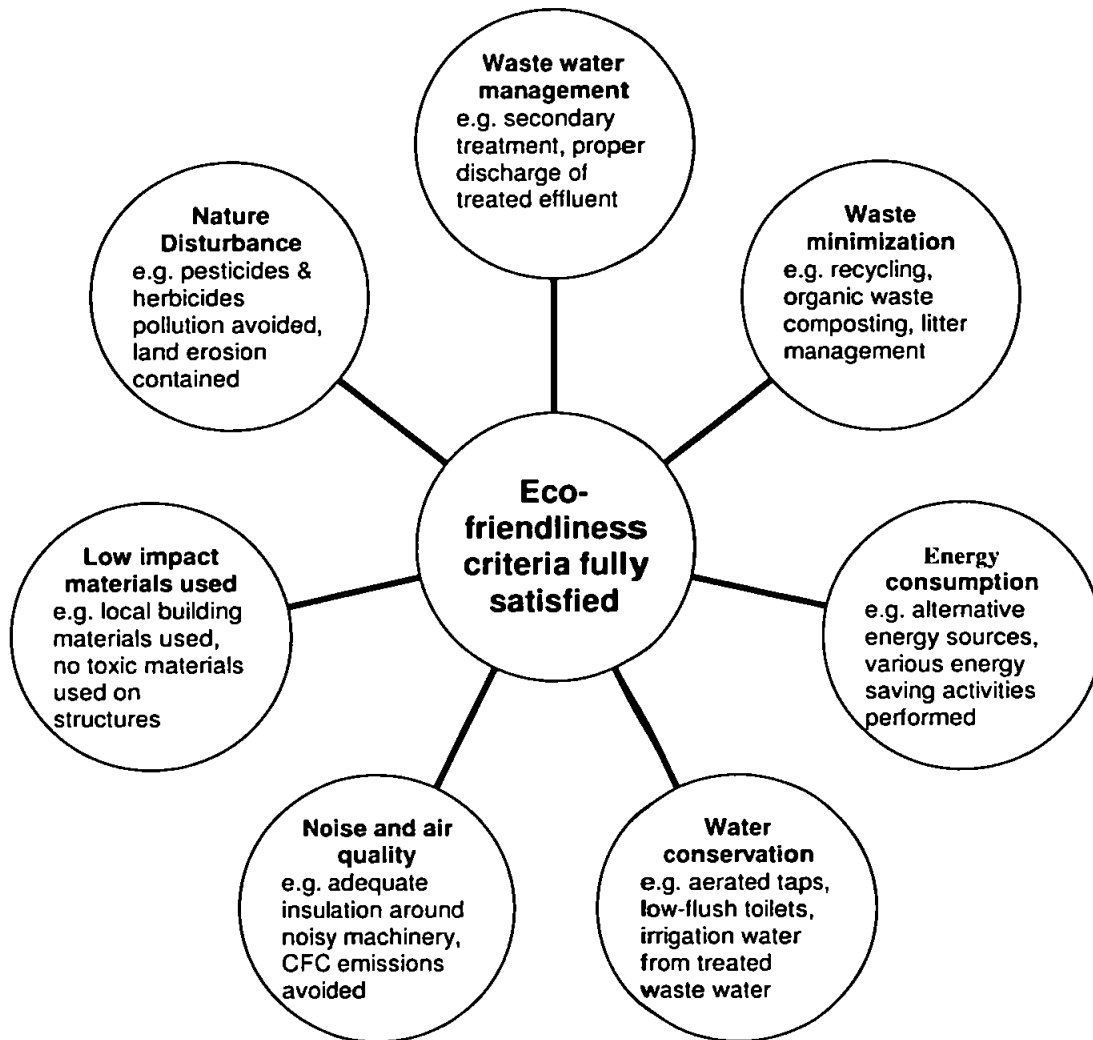 Waste water
management
e.g. secondary
treatment, proper
discharge of
treated effluent
Nature
Disturbance
e.g. pesticides &
herbicides
pollution avoided,
land erosion
contained
Waste
minimization
e.g. recycling,
organic waste
composting, litter
management
Eco-
friendliness
criteria fully
satisfied
Low impact
materials used
e.g. local building
materials used,
no toxic materials
used on
structures
Energy
consumption
e.g. alternative
energy sources,
various energy
saving activities
performed
Noise and air
quality
e.g. adequate
insulation around
noisy machinery,
CFC emissions
avoided
Water
conservation
e.g. aerated taps,
low-flush toilets,
irrigation water
from treated
waste water